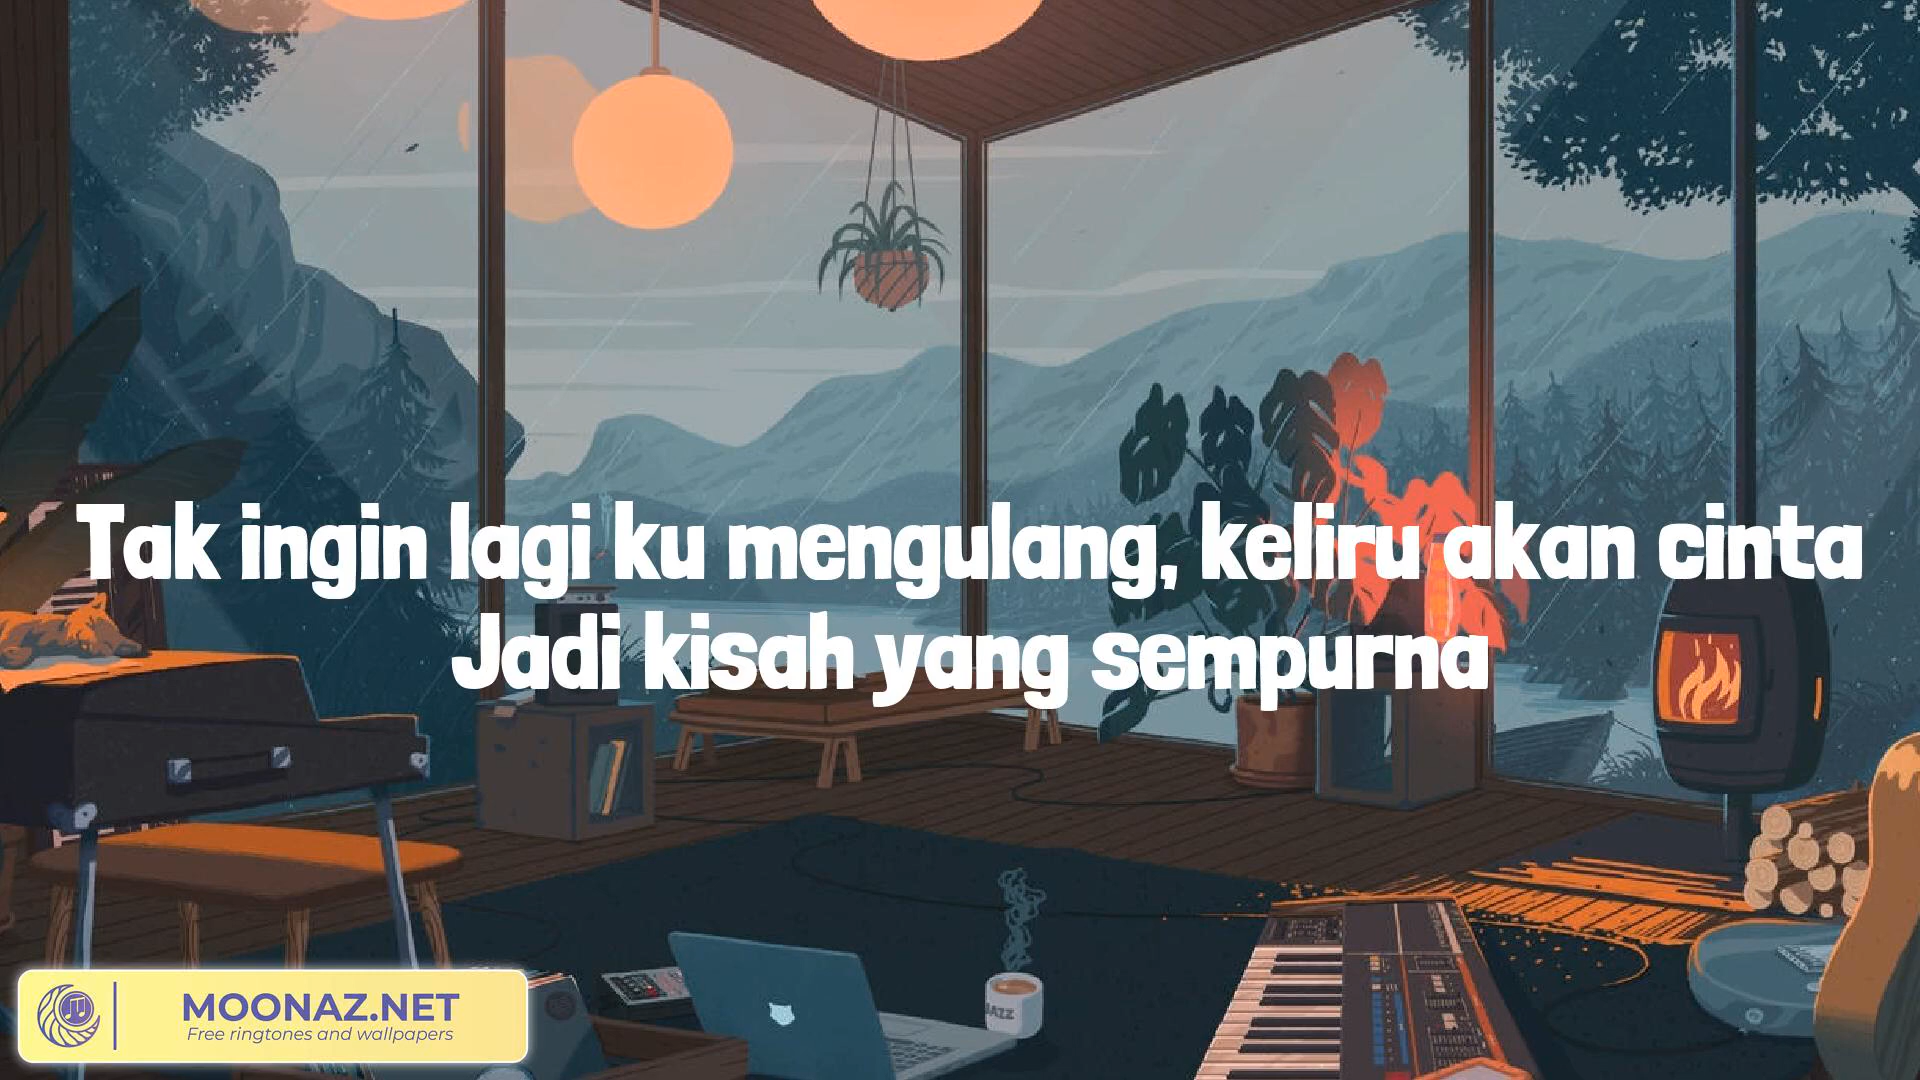 Tak ingin lagi ku mengulang, keliru akan cinta
Jadi kisah yang sempurna
JAZZ
MOONAZ.NET
Free ringtones and wallpapers